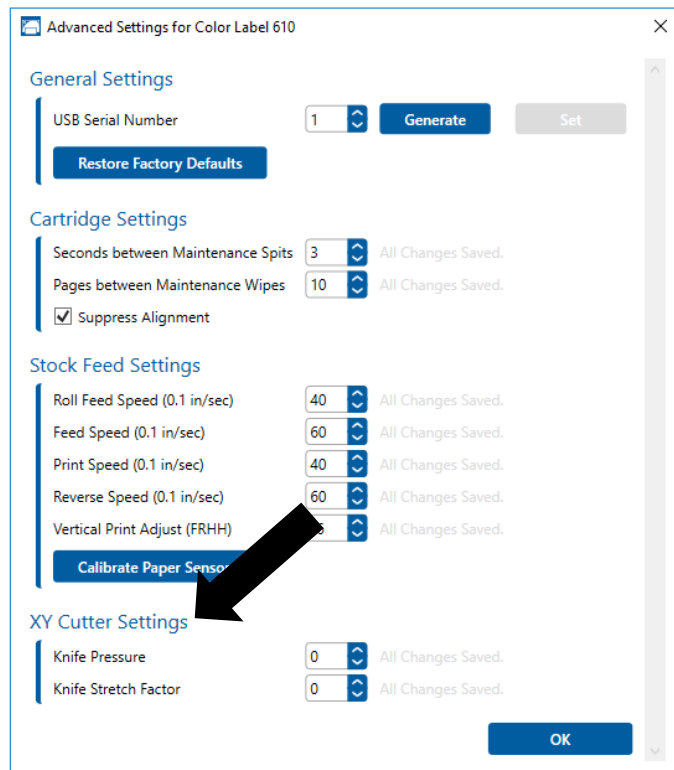 Advanced Settings for Color Label 610
General Settings
USB Serial Number 1 Generate Set
Restore Factory Defaults
Cartridge Settings
Seconds between Maintenance Spits 3 All Changes Saved.
Pages between Maintenance Wipes 10 All Changes Saved.
Suppress Alignment
Stock Feed Settings
Roll Feed Speed (0.1 in/sec) 40 All Changes Saved.
Feed Speed (0.1 in/sec) 60 All Changes Saved.
Print Speed (0.1 in/sec) 40 All Changes Saved.
Reverse Speed (0.1 in/sec) 60 All Changes Saved.
Vertical Print Adjust (FRHH) All Changes Saved.
Calibrate Paper Sensor
XY Cutter Settings
Knife Pressure 0 All Changes Saved.
Knife Stretch Factor 0 All Changes Saved.
OK